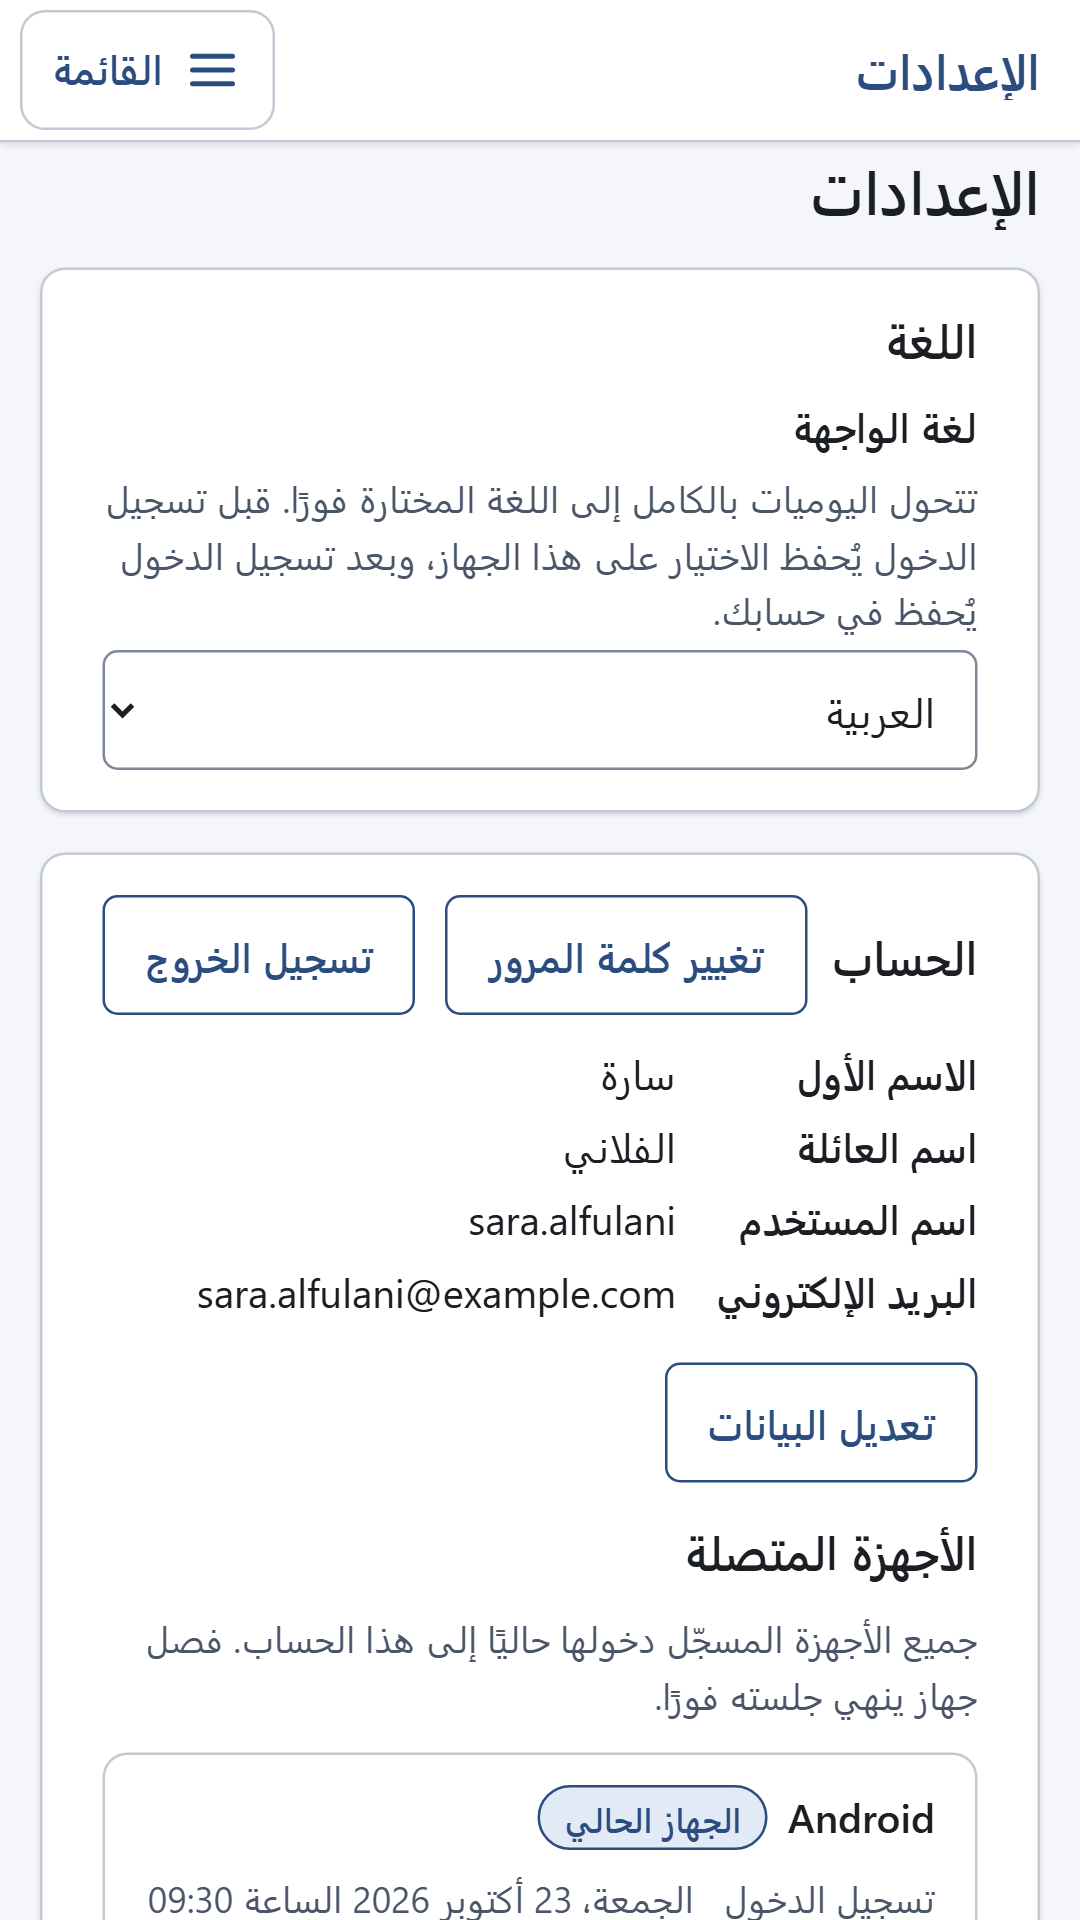 الإعدادات
القائمة
الإعدادات
اللغة
لغة الواجهة
تتحول اليوميات بالكامل إلى اللغة المختارة فورًا. قبل تسجيل
الدخول يُحفظ الاختيار على هذا الجهاز، وبعد تسجيل الدخول
يُحفظ في حسابك.
العربية
الحساب
تغيير كلمة المرور
تسجيل الخروج
الاسم الأول سارة
اسم العائلة الفلاني
اسم المستخدم sara.alfulani
البريد الإلكتروني sara.alfulani@example.com
تعديل البيانات
الأجهزة المتصلة
جميع الأجهزة المسجّل دخولها حاليًا إلى هذا الحساب. فصل
جهاز ينهي جلسته فورًا.
Android الجهاز الحالي
تسجيل الدخول الجمعة، 23 أكتوبر 2026 الساعة 09:30